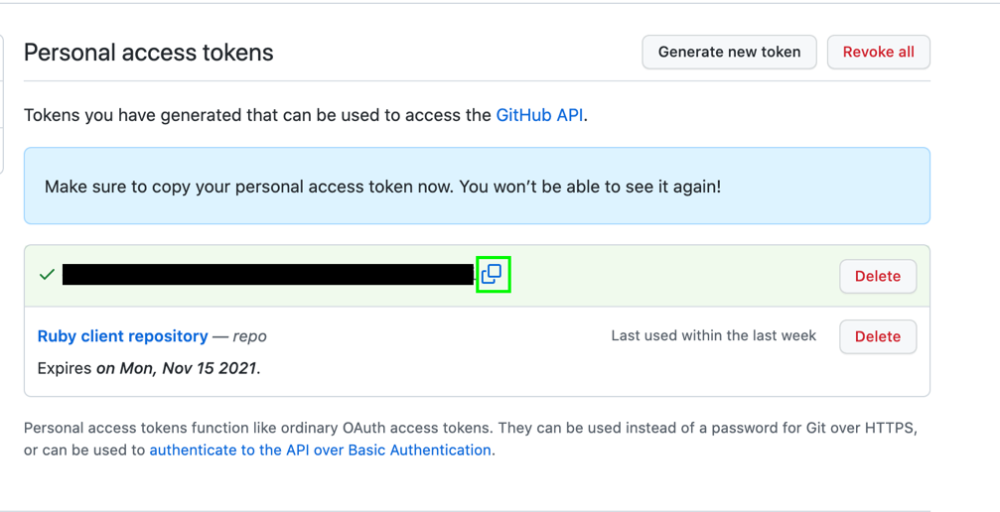 Personal access tokens
Generate new token
Revoke all
Tokens you have generated that can be used to access the GitHub API.
Make sure to copy your personal access token now. You won’t be able to see it again!
Delete
Ruby client repository — repo
Last used within the last week
Delete
Expires on Mon, Nov 15 2021.
Personal access tokens function like ordinary OAuth access tokens. They can be used instead of a password for Git over HTTPS,
or can be used to authenticate to the API over Basic Authentication.